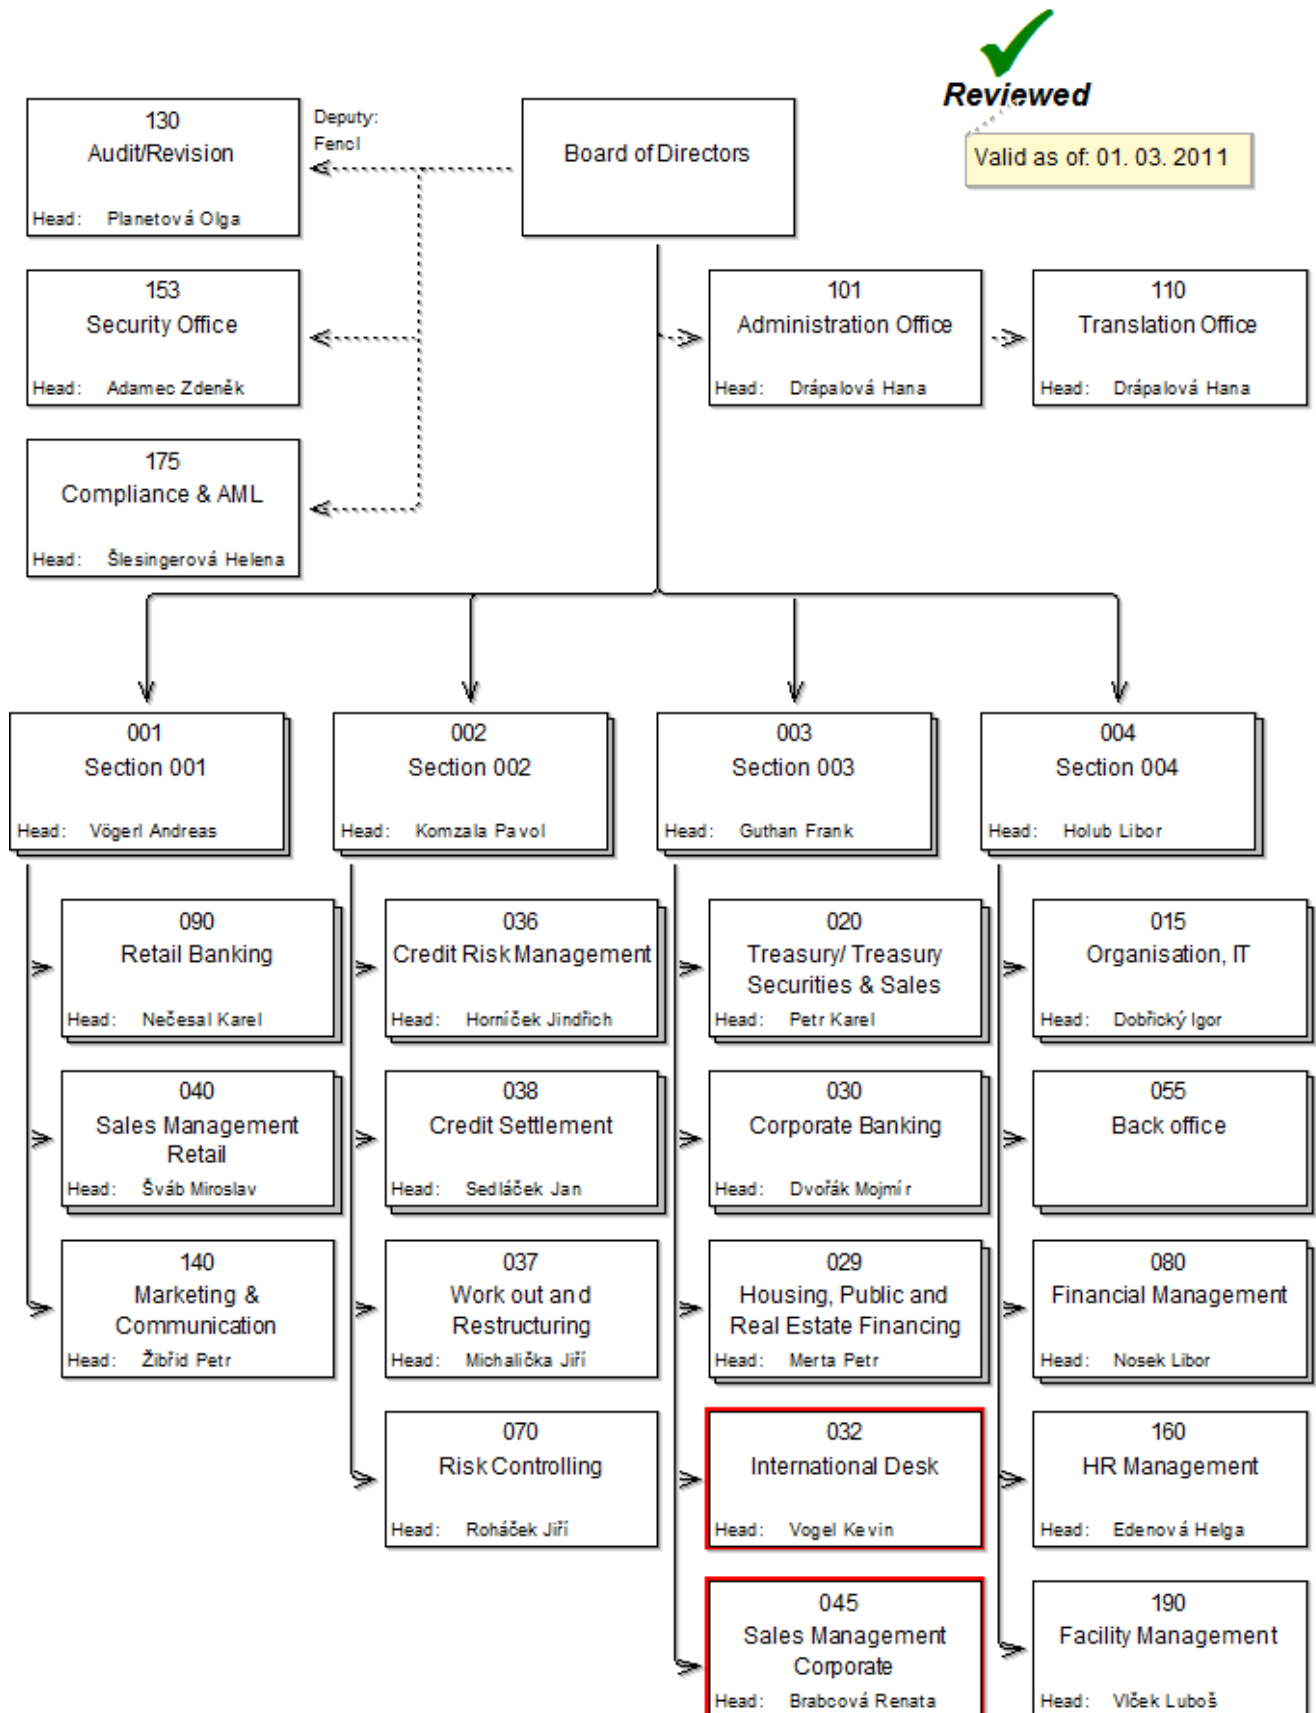 Reviewed
Valid as of: 01. 03. 2011
130
Audit/Revision
Head: Planetová Olga
Deputy:
Fencl
Board of Directors
153
Security Office
Head: Adamec Zdeněk
101
Administration Office
Head: Drápalová Hana
110
Translation Office
Head: Drápalová Hana
175
Compliance & AML
Head: Šlesingerová Helena
001
Section 001
Head: Vögerl Andreas
002
Section 002
Head: Komzala Pavol
003
Section 003
Head: Guthan Frank
004
Section 004
Head: Holub Libor
090
Retail Banking
Head: Nečesal Karel
036
Credit Risk Management
Head: Horníček Jindřich
020
Treasury/ Treasury
Securities & Sales
Head: Petr Karel
015
Organisation, IT
Head: Dobřický Igor
040
Sales Management
Retail
Head: Šváb Miroslav
038
Credit Settlement
Head: Sedláček Jan
030
Corporate Banking
Head: Dvořák Mojmír
055
Back office
140
Marketing &
Communication
Head: Žibřid Petr
037
Work out and
Restructuring
Head: Michalička Jiří
029
Housing, Public and
Real Estate Financing
Head: Merta Petr
080
Financial Management
Head: Nosek Libor
070
Risk Controlling
Head: Roháček Jiří
032
International Desk
Head: Vogel Kevin
160
HR Management
Head: Edenová Helga
045
Sales Management
Corporate
Head: Brabcová Renata
190
Facility Management
Head: Vlček Luboš